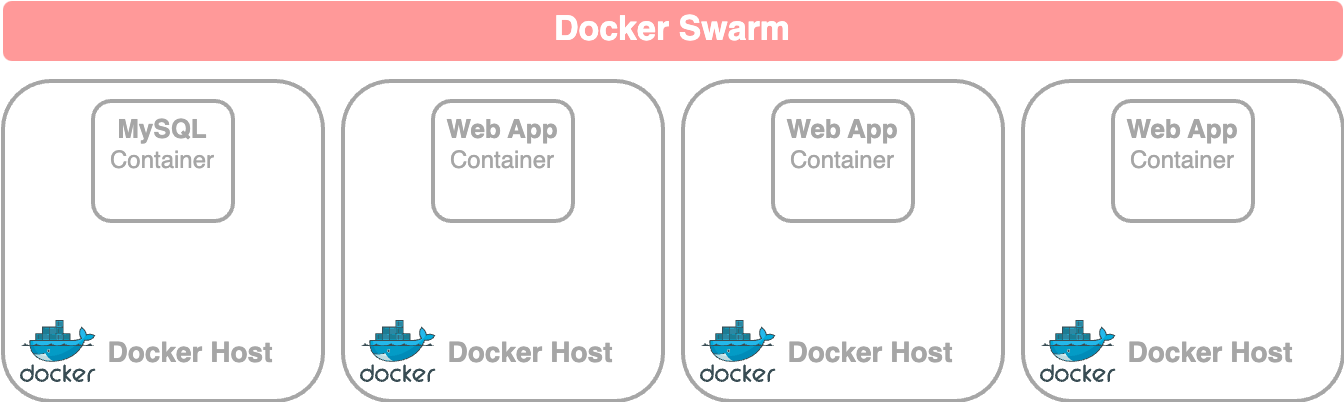 Docker Swarm
MySQL
Container
Web App
Container
Web App
Container
Web App
Container
docker
Docker Host
docker
Docker Host
docker
Docker Host
docker
Docker Host